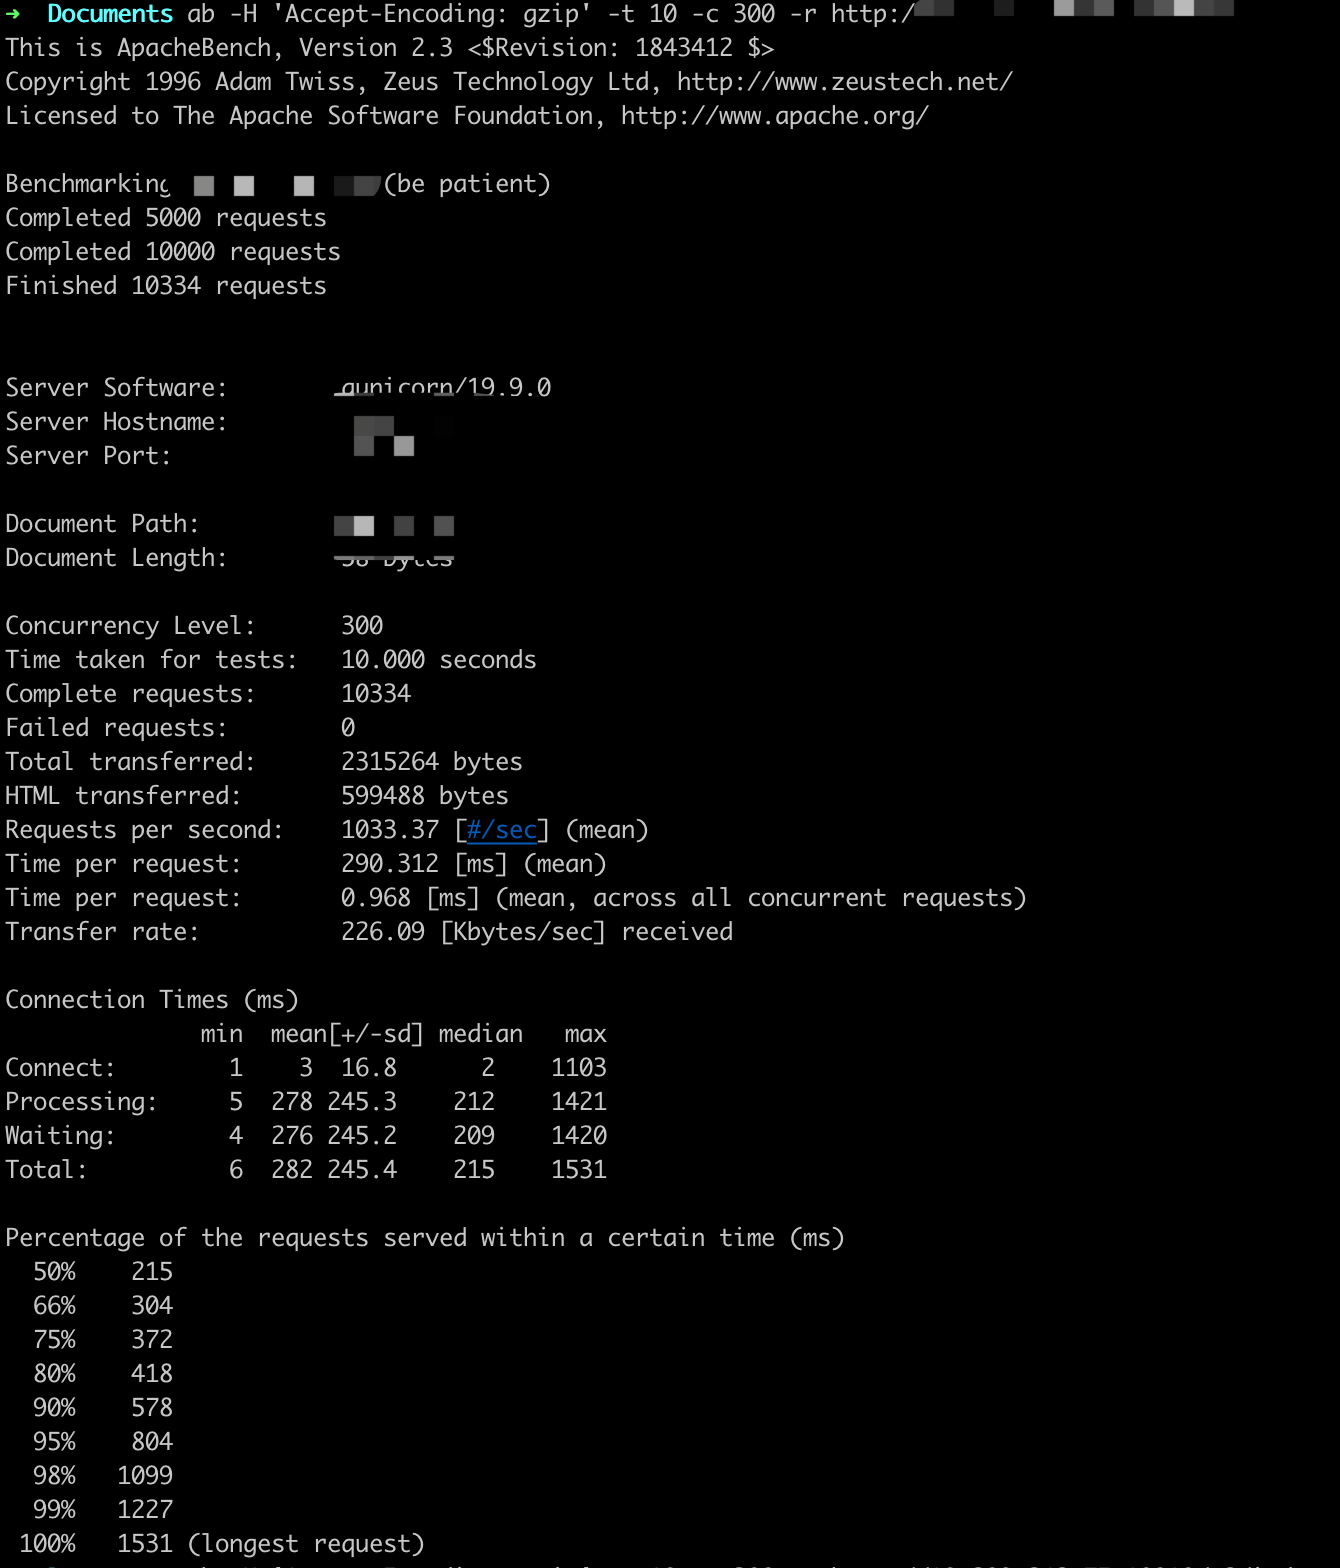 ➜  Documents ab -H 'Accept-Encoding: gzip' -t 10 -c 300 -r http:/
This is ApacheBench, Version 2.3 <$Revision: 1843412 $>
Copyright 1996 Adam Twiss, Zeus Technology Ltd, http://www.zeustech.net/
Licensed to The Apache Software Foundation, http://www.apache.org/
Benchmarking (be patient)
Completed 5000 requests
Completed 10000 requests
Finished 10334 requests
Server Software:        gunicorn/19.9.0
Server Hostname:
Server Port:
Document Path:
Document Length:        58 bytes
Concurrency Level:      300
Time taken for tests:   10.000 seconds
Complete requests:      10334
Failed requests:        0
Total transferred:      2315264 bytes
HTML transferred:       599488 bytes
Requests per second:    1033.37 [#/sec] (mean)
Time per request:       290.312 [ms] (mean)
Time per request:       0.968 [ms] (mean, across all concurrent requests)
Transfer rate:          226.09 [Kbytes/sec] received
Connection Times (ms)
              min  mean[+/-sd] median   max
Connect:        1    3  16.8      2    1103
Processing:     5  278 245.3    212    1421
Waiting:        4  276 245.2    209    1420
Total:          6  282 245.4    215    1531
Percentage of the requests served within a certain time (ms)
  50%    215
  66%    304
  75%    372
  80%    418
  90%    578
  95%    804
  98%   1099
  99%   1227
 100%   1531 (longest request)